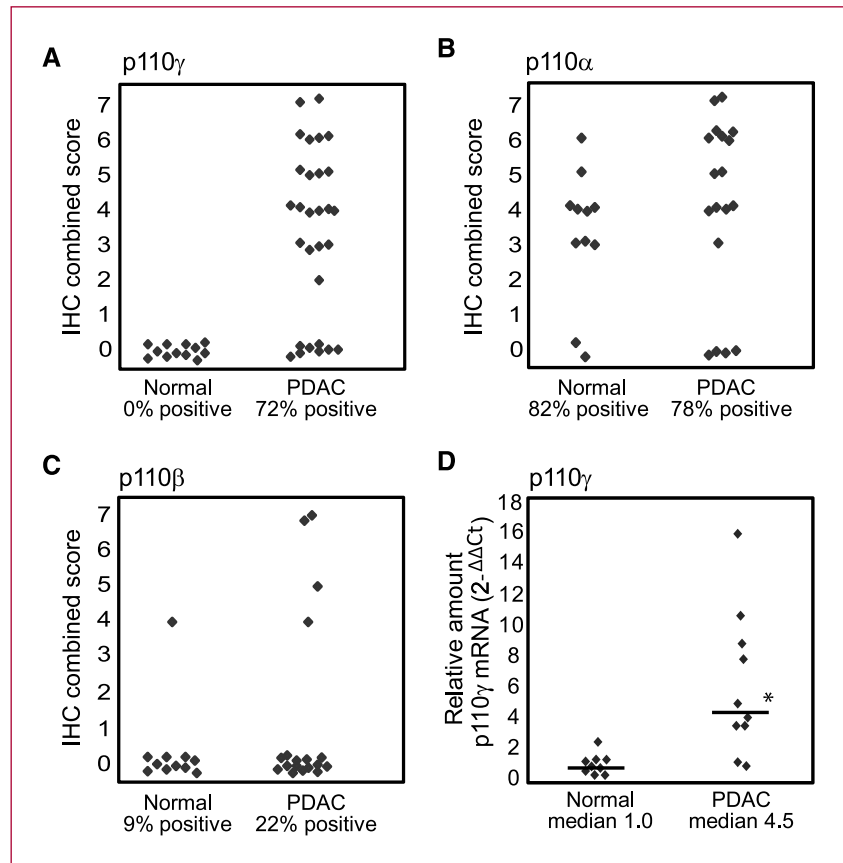 A
p110γ
IHC combined score
7
6
5
4
3
2
1
0
Normal
0% positive
PDAC
72% positive
B
p110α
IHC combined score
7
6
5
4
3
2
1
0
Normal
82% positive
PDAC
78% positive
C
p110β
IHC combined score
7
6
5
4
3
2
1
0
Normal
9% positive
PDAC
22% positive
D
p110γ
Relative amount
p110γ mRNA (2-ΔΔCt)
18
16
14
12
10
8
6
4
2
0
*
Normal
median 1.0
PDAC
median 4.5